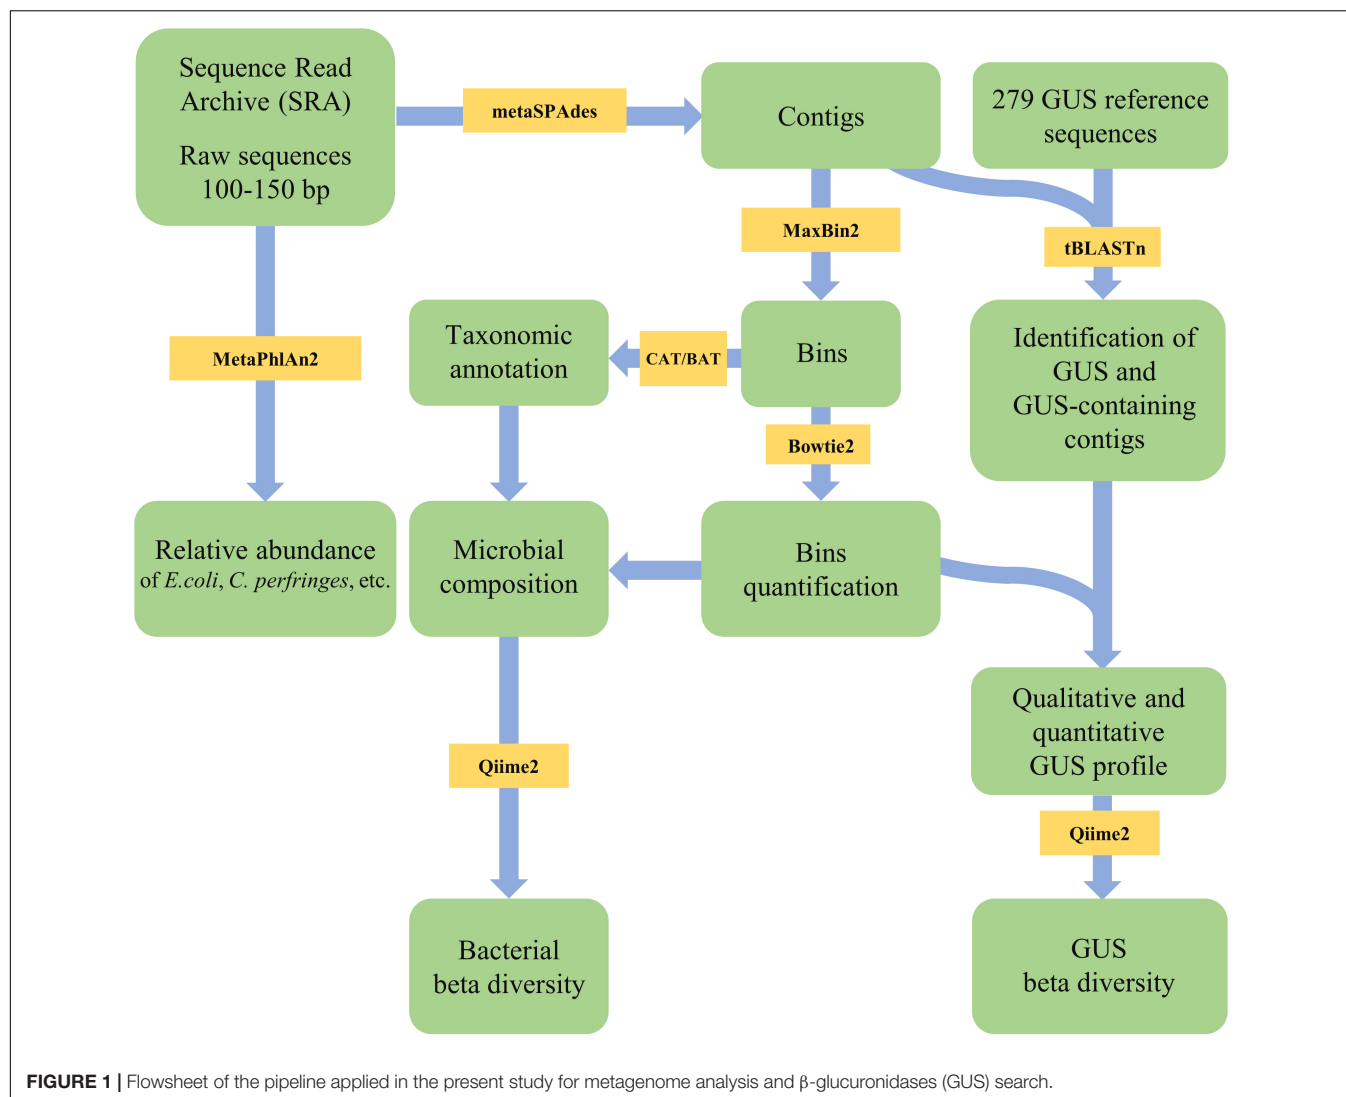 Sequence Read
Archive (SRA)
Raw sequences
100-150 bp
metaSPAdes
Contigs
279 GUS reference
sequences
MaxBin2
tBLASTn
MetaPhlAn2
Taxonomic
annotation
CAT/BAT
Bins
Identification of
GUS and
GUS-containing
contigs
Bowtie2
Relative abundance
of E.coli, C. perfringes, etc.
Microbial
composition
Bins
quantification
Qualitative and
quantitative
GUS profile
Qiime2
Qiime2
Bacterial
beta diversity
GUS
beta diversity
FIGURE 1 | Flowsheet of the pipeline applied in the present study for metagenome analysis and β-glucuronidases (GUS) search.